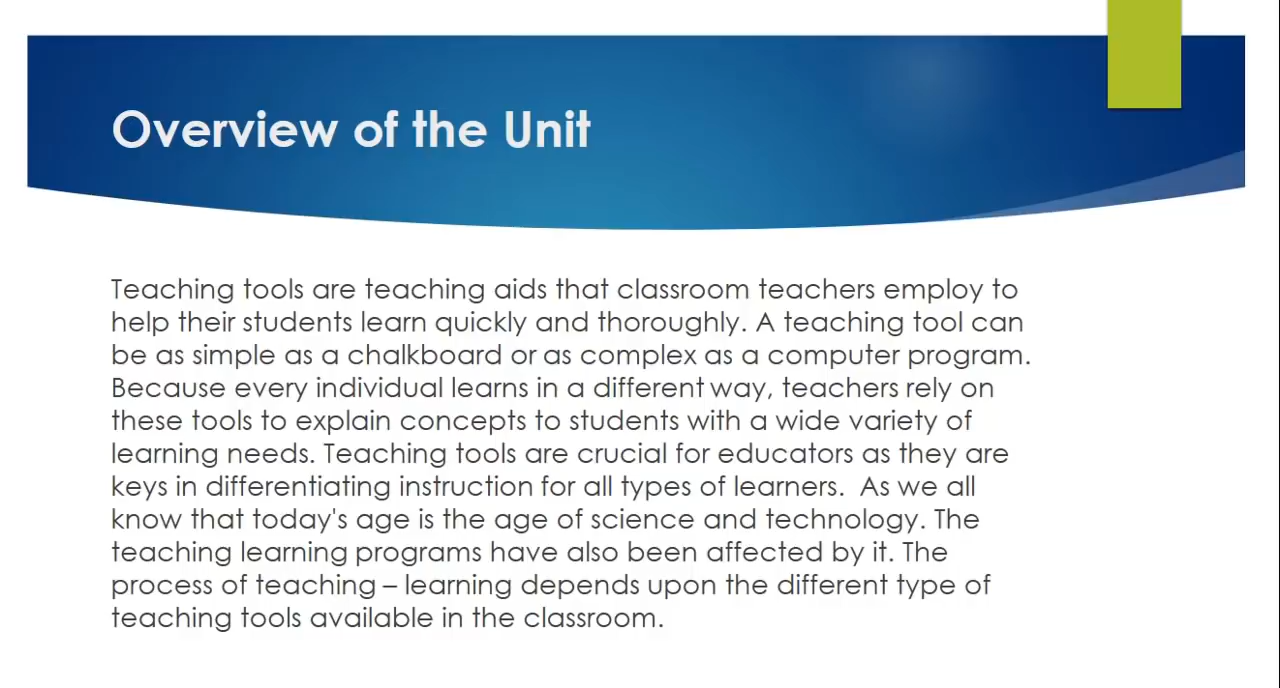 Overview of the Unit
Teaching tools are teaching aids that classroom teachers employ to
help their students learn quickly and thoroughly. A teaching tool can
be as simple as a chalkboard or as complex as a computer program.
Because every individual learns in a different way, teachers rely on
these tools to explain concepts to students with a wide variety of
learning needs. Teaching tools are crucial for educators as they are
keys in differentiating instruction for all types of learners.  As we all
know that today's age is the age of science and technology. The
teaching learning programs have also been affected by it. The
process of teaching – learning depends upon the different type of
teaching tools available in the classroom.